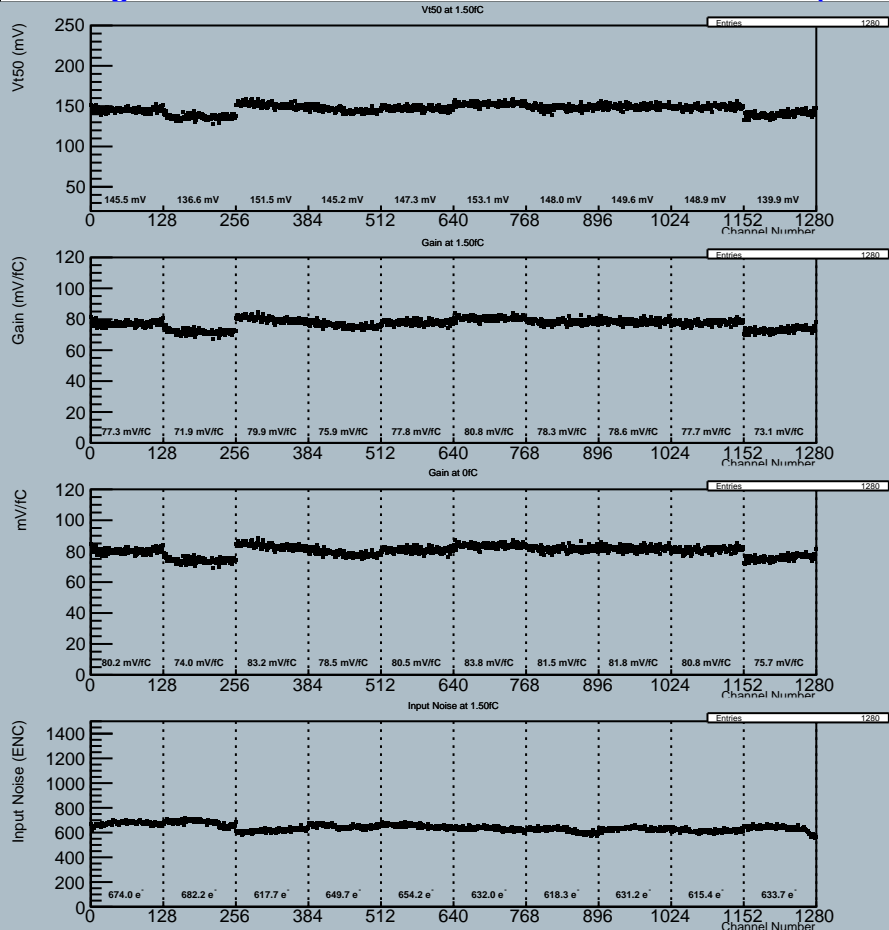 Vt50 at 1.50fC
Entries 1280
Vt50 (mV)
250
200
150
100
50
145.5 mV 136.6 mV 151.5 mV 145.2 mV 147.3 mV 153.1 mV 148.0 mV 149.6 mV 148.9 mV 139.9 mV
0 128 256 384 512 640 768 896 1024 1152 1280
Channel Number
Gain at 1.50fC
Entries 1280
Gain (mV/fC)
120
100
80
60
40
20
0
77.3 mV/fC 71.9 mV/fC 79.9 mV/fC 75.9 mV/fC 77.8 mV/fC 80.8 mV/fC 78.3 mV/fC 78.6 mV/fC 77.7 mV/fC 73.1 mV/fC
0 128 256 384 512 640 768 896 1024 1152 1280
Channel Number
Gain at 0fC
Entries 1280
mV/fC
120
100
80
60
40
20
0
80.2 mV/fC 74.0 mV/fC 83.2 mV/fC 78.5 mV/fC 80.5 mV/fC 83.8 mV/fC 81.5 mV/fC 81.8 mV/fC 80.8 mV/fC 75.7 mV/fC
0 128 256 384 512 640 768 896 1024 1152 1280
Channel Number
Input Noise at 1.50fC
Entries 1280
Input Noise (ENC)
1400
1200
1000
800
600
400
200
0
674.0 e⁻ 682.2 e⁻ 617.7 e⁻ 649.7 e⁻ 654.2 e⁻ 632.0 e⁻ 618.3 e⁻ 631.2 e⁻ 615.4 e⁻ 633.7 e⁻
0 128 256 384 512 640 768 896 1024 1152 1280
Channel Number